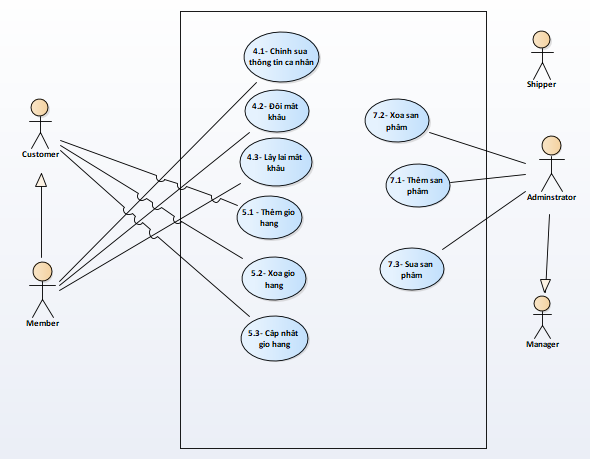 4.1- Chinh sua
thông tin ca nhân
4.2- Đôi mât
khâu
4.3- Lây lai mât
khâu
5.1 - Thêm gio
hang
5.2 - Xoa gio
hang
5.3- Câp nhât
gio hang
7.2- Xoa san
phâm
7.1- Thêm san
phâm
7.3- Sua san
phâm
Customer
Member
Shipper
Adminstrator
Manager